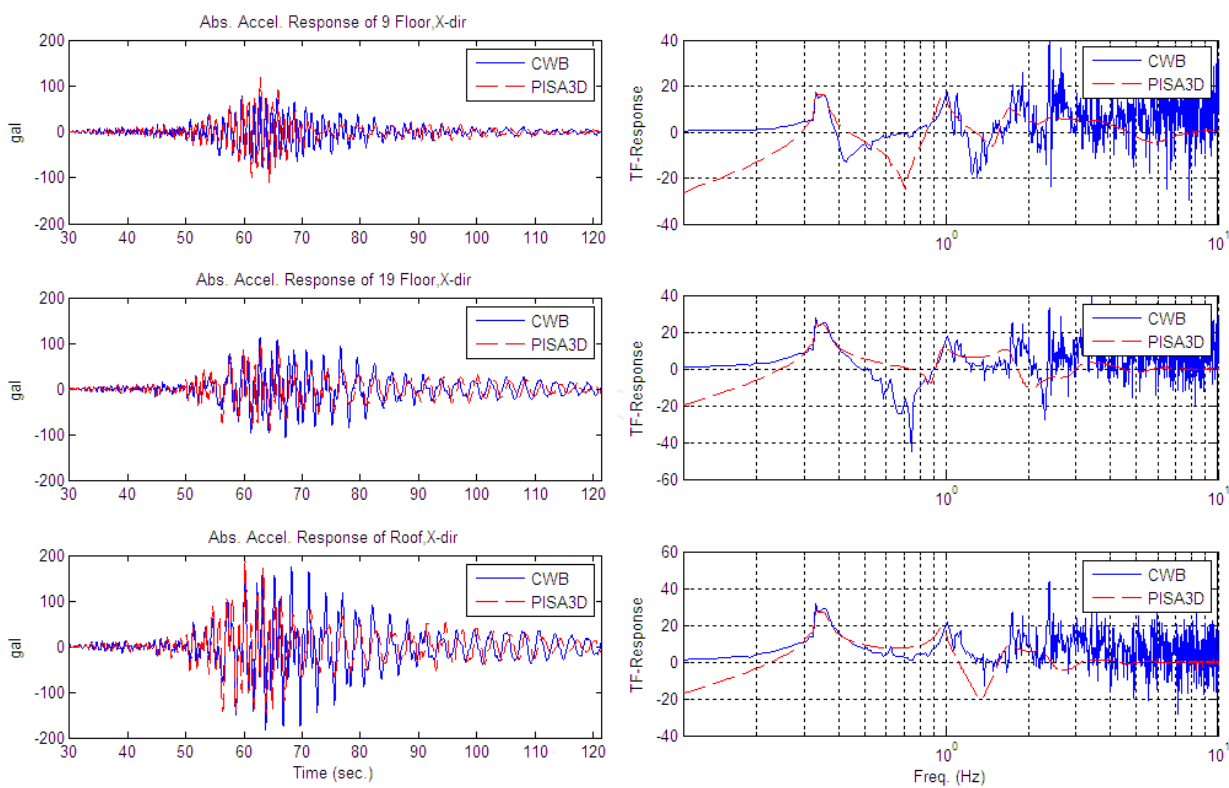 Abs. Accel. Response of 9 Floor,X-dir
200
100
0
-100
-200
gal
CWB
PISA3D
30 40 50 60 70 80 90 100 110 120
40
20
0
-20
-40
TF-Response
CWB
PISA3D
10^0 10^1
Abs. Accel. Response of 19 Floor,X-dir
200
100
0
-100
-200
gal
CWB
PISA3D
30 40 50 60 70 80 90 100 110 120
40
20
0
-20
-40
-60
TF-Response
CWB
PISA3D
10^0 10^1
Abs. Accel. Response of Roof,X-dir
200
100
0
-100
-200
gal
CWB
PISA3D
30 40 50 60 70 80 90 100 110 120
Time (sec.)
60
40
20
0
-20
-40
TF-Response
CWB
PISA3D
10^0 10^1
Freq. (Hz)